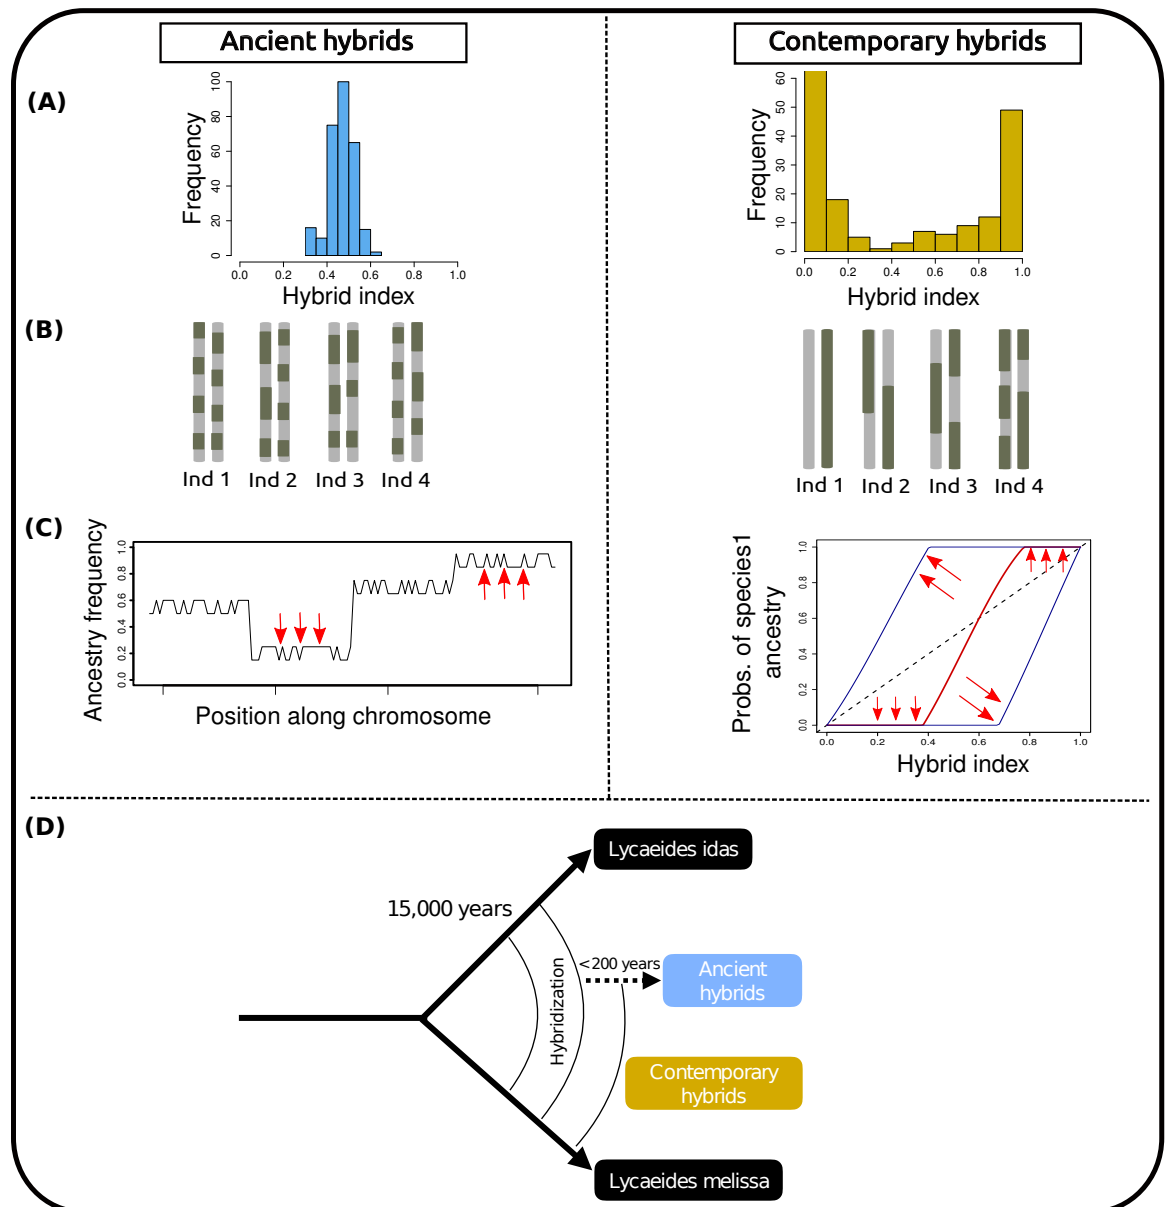 Ancient hybrids
Contemporary hybrids
(A)
Frequency
0 20 40 60 80 100
0.0 0.2 0.4 0.6 0.8 1.0
Hybrid index
Frequency
0 10 20 30 40 50 60
0.0 0.2 0.4 0.6 0.8 1.0
Hybrid index
(B)
Ind 1 Ind 2 Ind 3 Ind 4
Ind 1 Ind 2 Ind 3 Ind 4
(C)
Ancestry frequency
0.0 0.2 0.4 0.6 0.8 1.0
Position along chromosome
Probs. of species1
ancestry
0.0 0.2 0.4 0.6 0.8 1.0
0.0 0.2 0.4 0.6 0.8 1.0
Hybrid index
(D)
Lycaeides idas
15,000 years
Hybridization
<200 years
Ancient
hybrids
Contemporary
hybrids
Lycaeides melissa